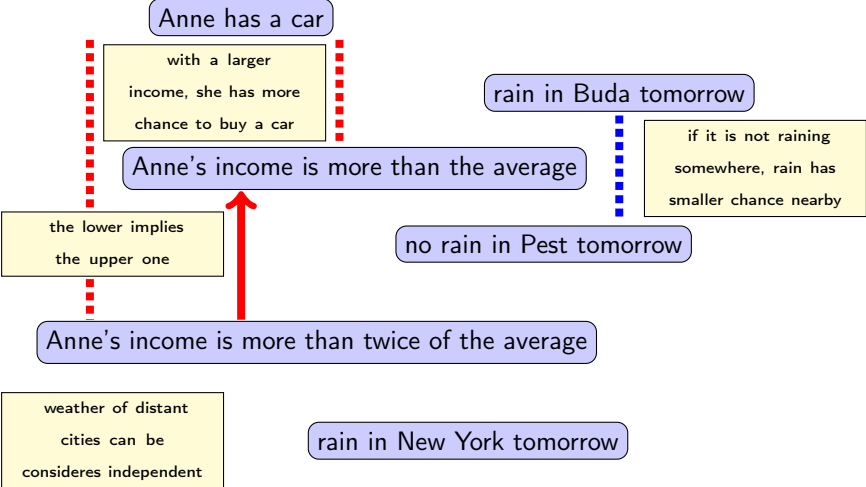 Anne has a car
with a larger
income, she has more
chance to buy a car
rain in Buda tomorrow
if it is not raining
somewhere, rain has
smaller chance nearby
Anne's income is more than the average
the lower implies
the upper one
no rain in Pest tomorrow
Anne's income is more than twice of the average
weather of distant
cities can be
consideres independent
rain in New York tomorrow